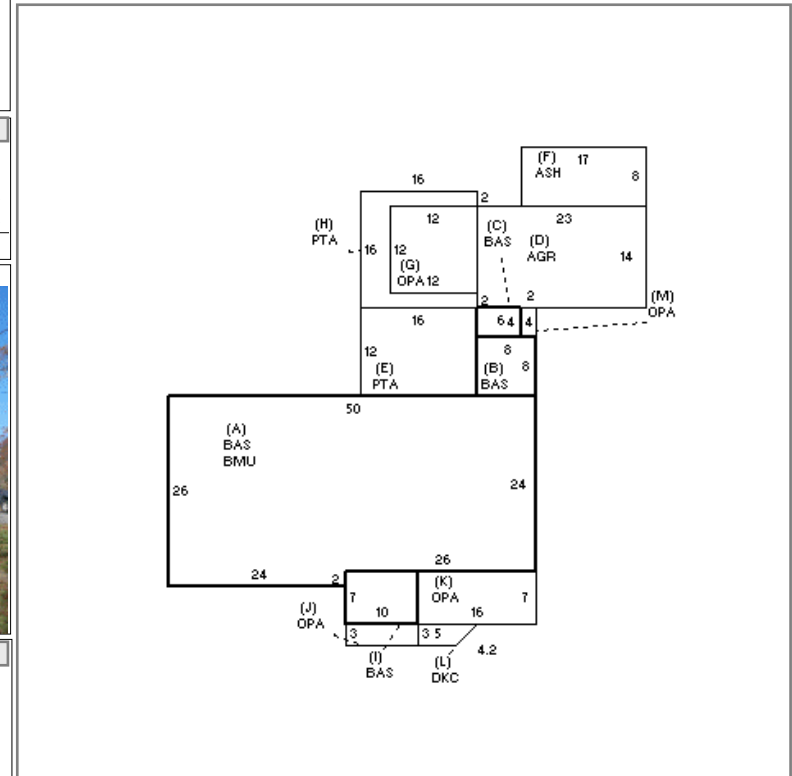 (F) 17
ASH 8
16
2
(H)
PTA
12
(C)
BAS
23
(D)
AGR
16
12
(G)
OPA 12
14
2
2
(M)
OPA
16
6 4
4
12
(E)
PTA
8
(B)
BAS
8
50
(A)
BAS
BMU
26
24
26
24
2
(K)
OPA
7
10
16
7
(J)
OPA
3
3 5
4.2
(I)
BAS
(L)
DKC